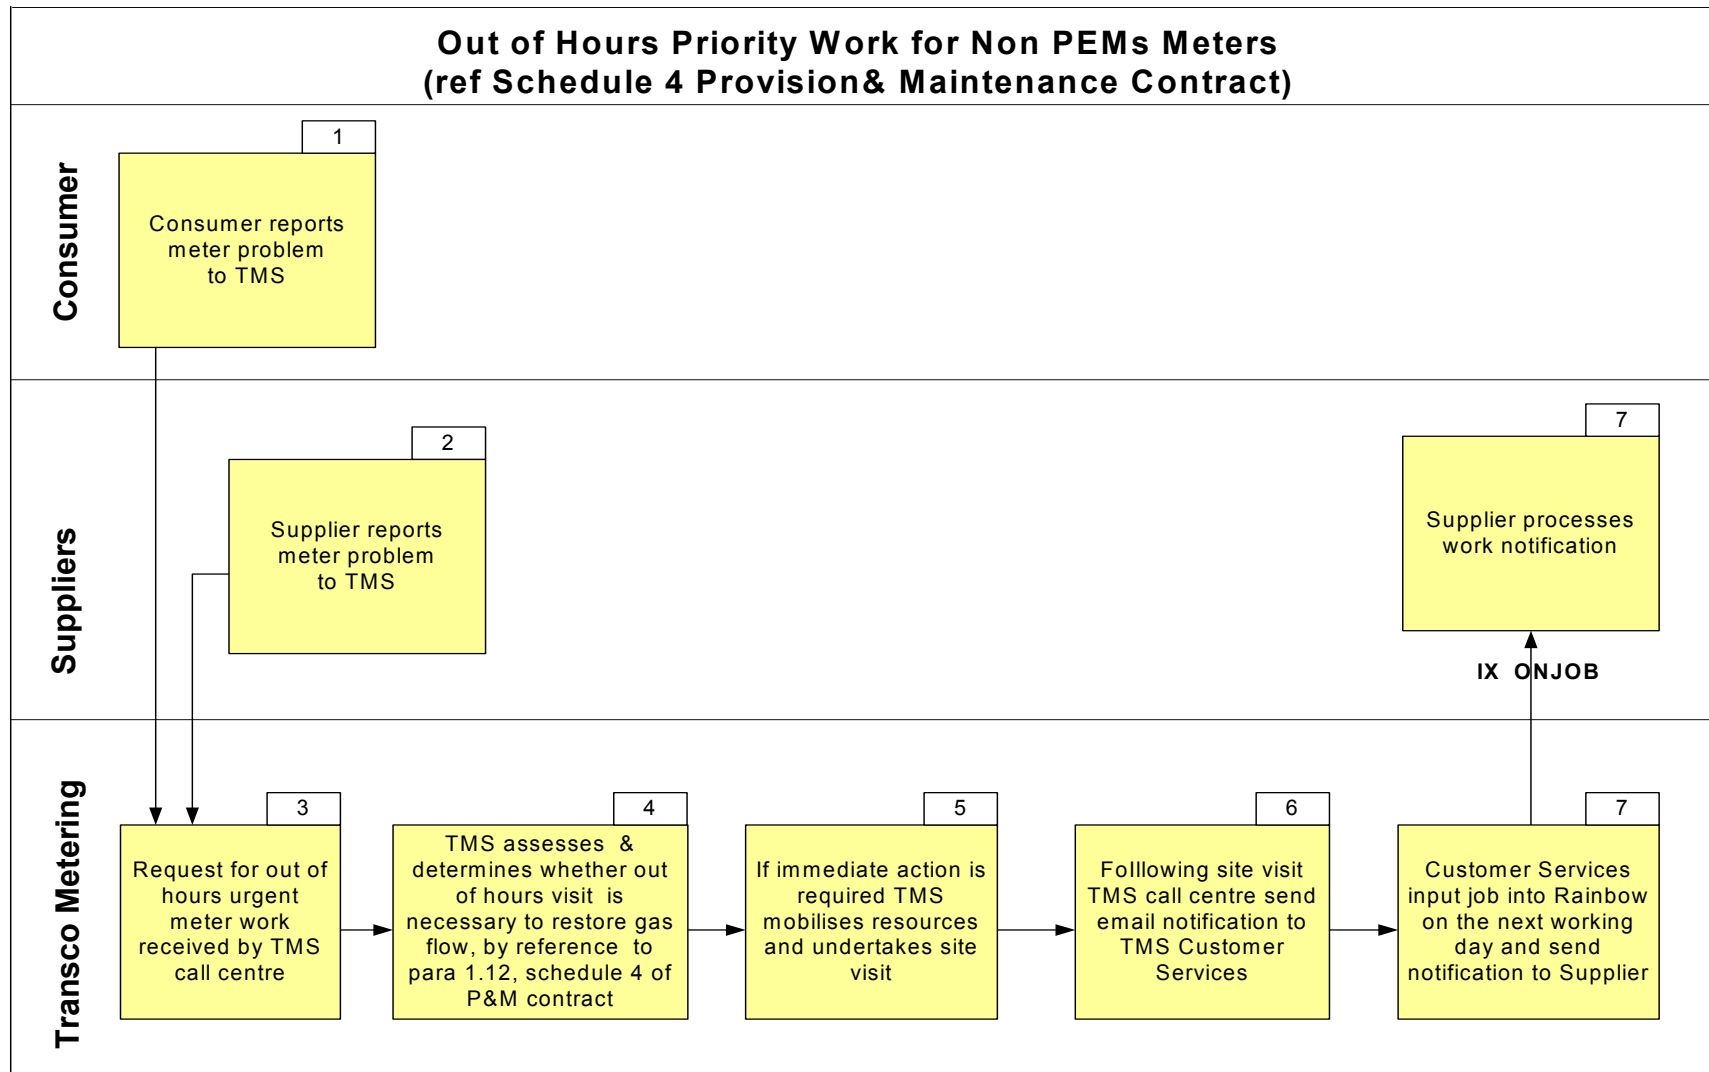 Out of Hours Priority Work for Non PEMs Meters
(ref Schedule 4 Provision& Maintenance Contract)
Consumer
1
Consumer reports
meter problem
to TMS
Suppliers
2
Supplier reports
meter problem
to TMS
7
Supplier processes
work notification
IX ONJOB
Transco Metering
3
Request for out of
hours urgent
meter work
received by TMS
call centre
4
TMS assesses &
determines whether out
of hours visit is
necessary to restore gas
flow, by reference to
para 1.12, schedule 4 of
P&M contract
5
If immediate action is
required TMS
mobilises resources
and undertakes site
visit
6
Folllowing site visit
TMS call centre send
email notification to
TMS Customer
Services
7
Customer Services
input job into Rainbow
on the next working
day and send
notification to Supplier